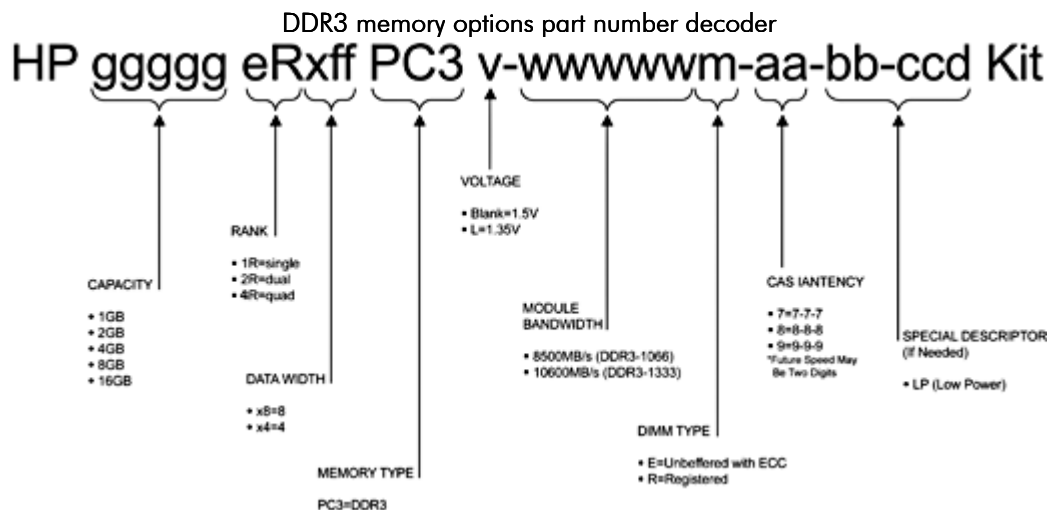 DDR3 memory options part number decoder
HP ggggg eRxff PC3 v-wwwwwm-aa-bb-ccd Kit
VOLTAGE
▪ Blank=1.5V
▪ L=1.35V
RANK
▪ 1R=single
▪ 2R=dual
▪ 4R=quad
CAPACITY
+ 1GB
+ 2GB
+ 4GB
+ 8GB
+ 16GB
CAS IANTENCY
▪ 7=7-7-7
▪ 8=8-8-8
▪ 9=9-9-9
*Future Speed May
Be Two Digits
MODULE
BANDWIDTH
▪ 8500MB/s (DDR3-1066)
▪ 10600MB/s (DDR3-1333)
SPECIAL DESCRIPTOR
(If Needed)
▪ LP (Low Power)
DATA WIDTH
+ x8=8
+ x4=4
DIMM TYPE
▪ E=Unbeffered with ECC
▪ R=Registered
MEMORY TYPE
PC3=DDR3